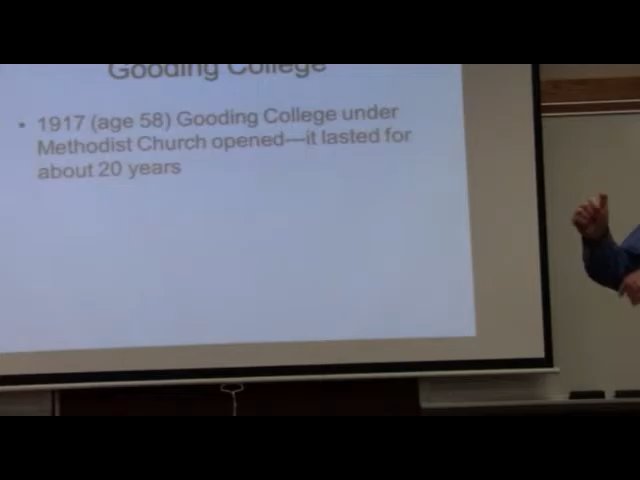 Gooding College
• 1917 (age 58) Gooding College under
Methodist Church opened—it lasted for
about 20 years